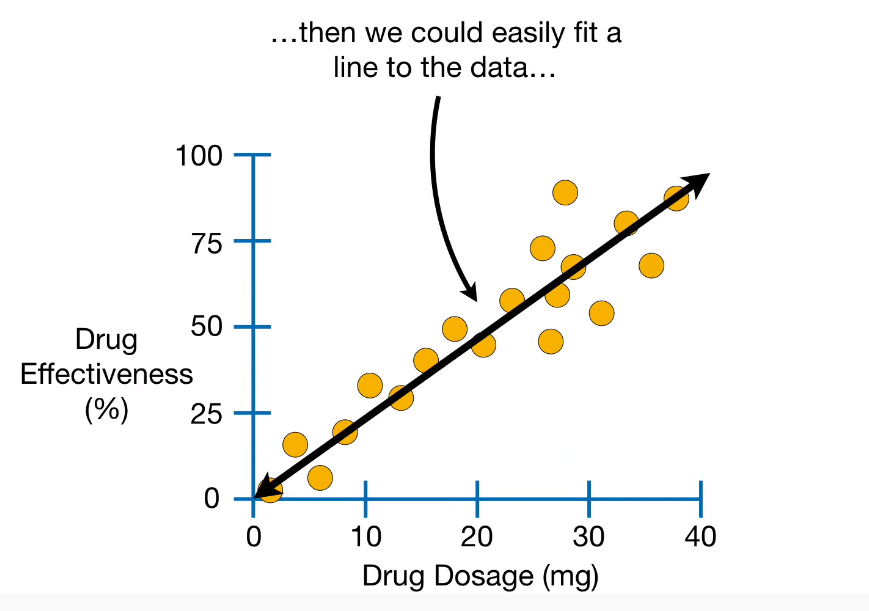 ...then we could easily fit a
line to the data...
100
75
50
25
0
Drug
Effectiveness
(%)
0 10 20 30 40
Drug Dosage (mg)